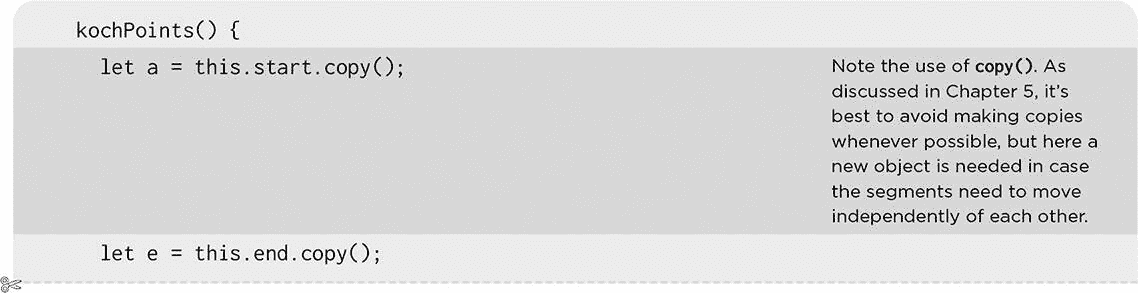 kochPoints() {
let a = this.start.copy();
Note the use of copy(). As
discussed in Chapter 5, it's
best to avoid making copies
whenever possible, but here a
new object is needed in case
the segments need to move
independently of each other.
let e = this.end.copy();